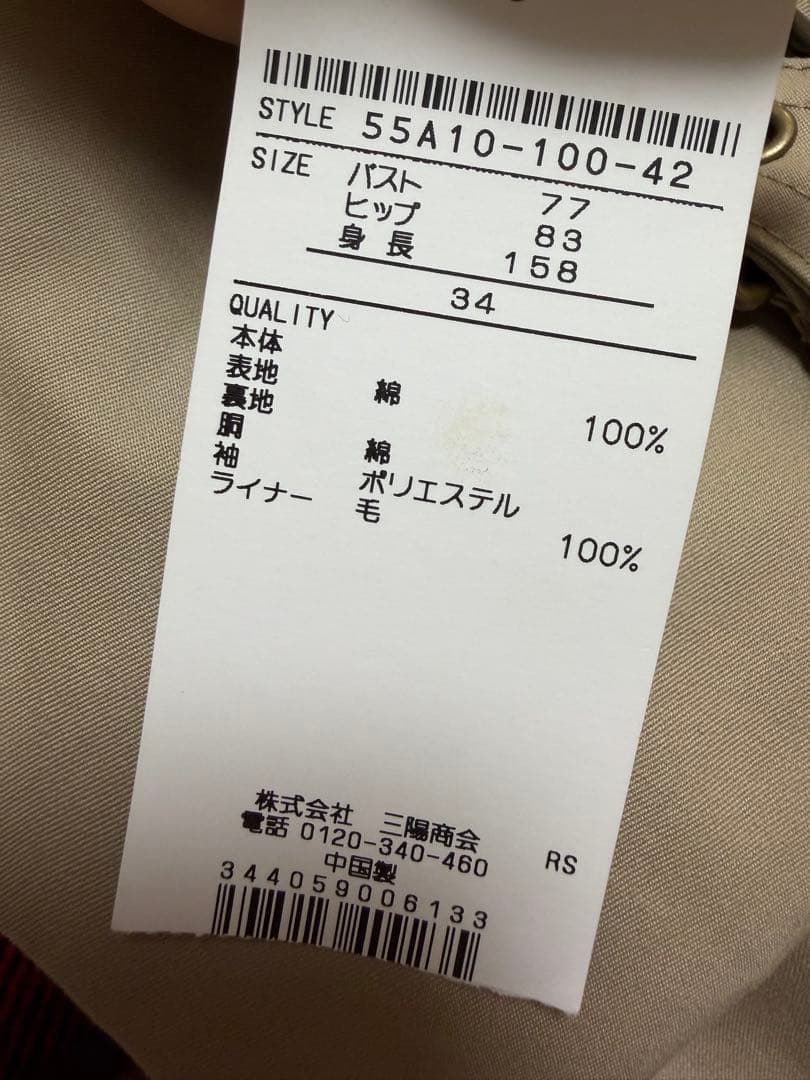 STYLE 55A10-100-42
SIZE バスト 77
ヒップ 83
身長 158
34
QUALITY
本体
表地 綿 100%
裏地
胴 綿
袖 ポリエステル
ライナー 毛 100%
株式会社 三陽商会
電話 0120-340-460 RS
中国製
344059006133